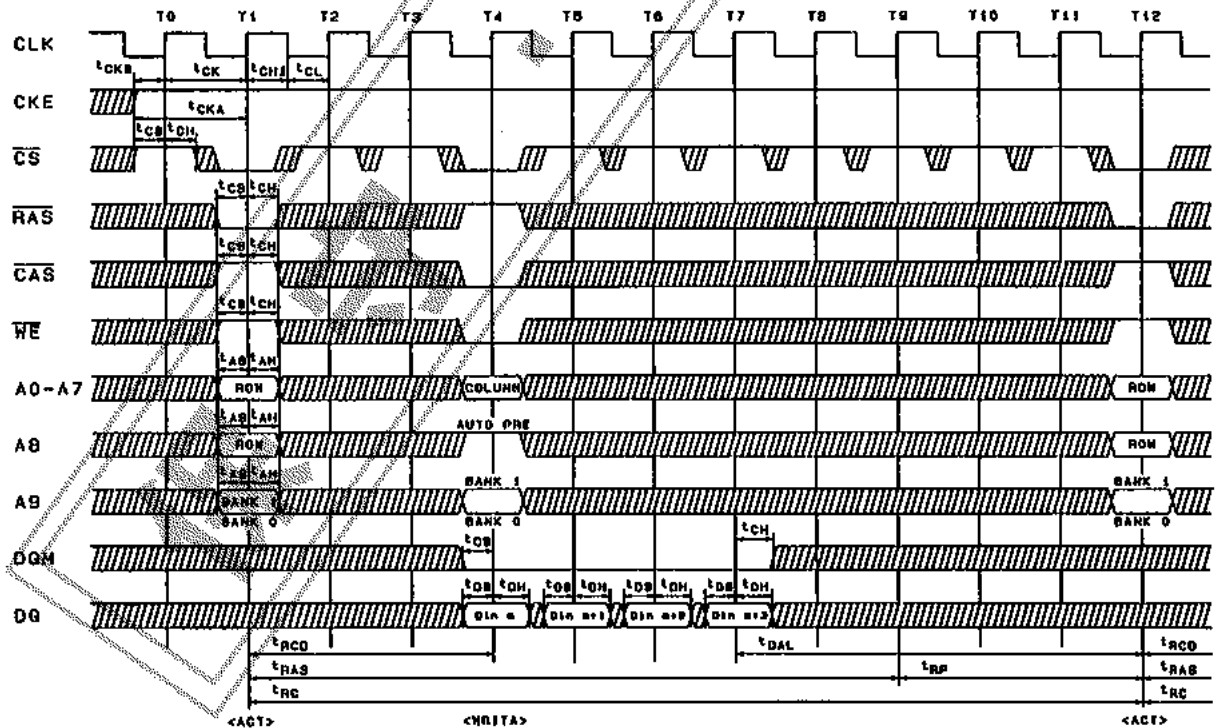 T0 T1 T2 T3 T4 T5 T6 T7 T8 T9 T10 T11 T12
CLK
tCKS tCK tCHI tCL
CKE
tCKA
tCS tCH
CS
tCS tCH
RAS
tCS tCH
CAS
tCS tCH
WE
tAS tAH
A0-A7 ROW COLUMN ROW
tAS tAH AUTO PRE
A8 ROW ROW
tAS tAH BANK 1 BANK 1
A9 BANK 1
BANK 0 BANK 0 BANK 0
tCS tCH
DQM
tDS tDH tDS tDH tDS tDH tDS tDH
DQ Din m Din m+1 Din m+2 Din m+3
tRCD tDAL tRCD
tRAS tRP tRAS
tRC tRC
<ACT> <WRITA> <ACT>